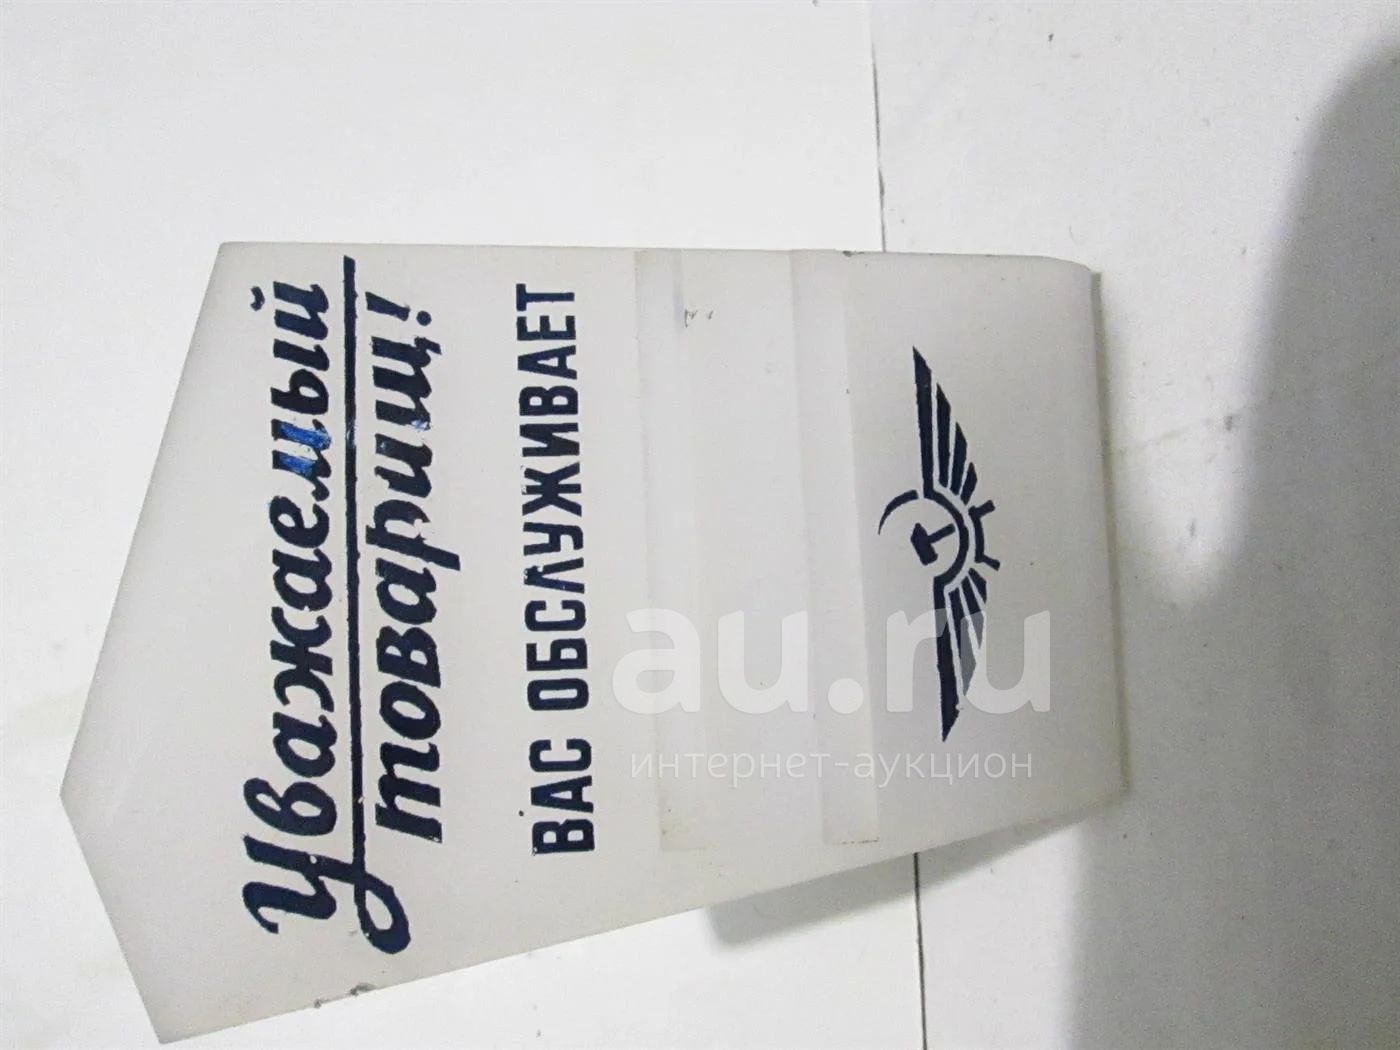 Уважаемый
товарищ!
ВАС ОБСЛУЖИВАЕТ
au.ru
интернет-аукцион